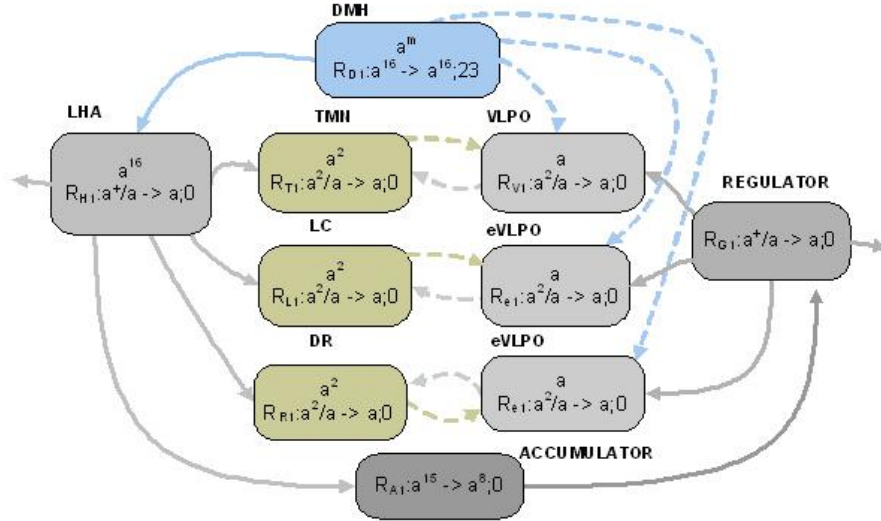 DMH
a^m
R_D1:a^16 -> a^16;23
LHA
TMN
VLPO
a^16
R_H1:a^+/a -> a;0
a^2
R_T1:a^2/a -> a;0
a
R_V1:a^2/a -> a;0
REGULATOR
R_G1:a^+/a -> a;0
LC
eVLPO
a^2
R_L1:a^2/a -> a;0
a
R_e1:a^2/a -> a;0
DR
eVLPO
a^2
R_R1:a^2/a -> a;0
a
R_e1:a^2/a -> a;0
ACCUMULATOR
R_A1:a^15 -> a^8;0